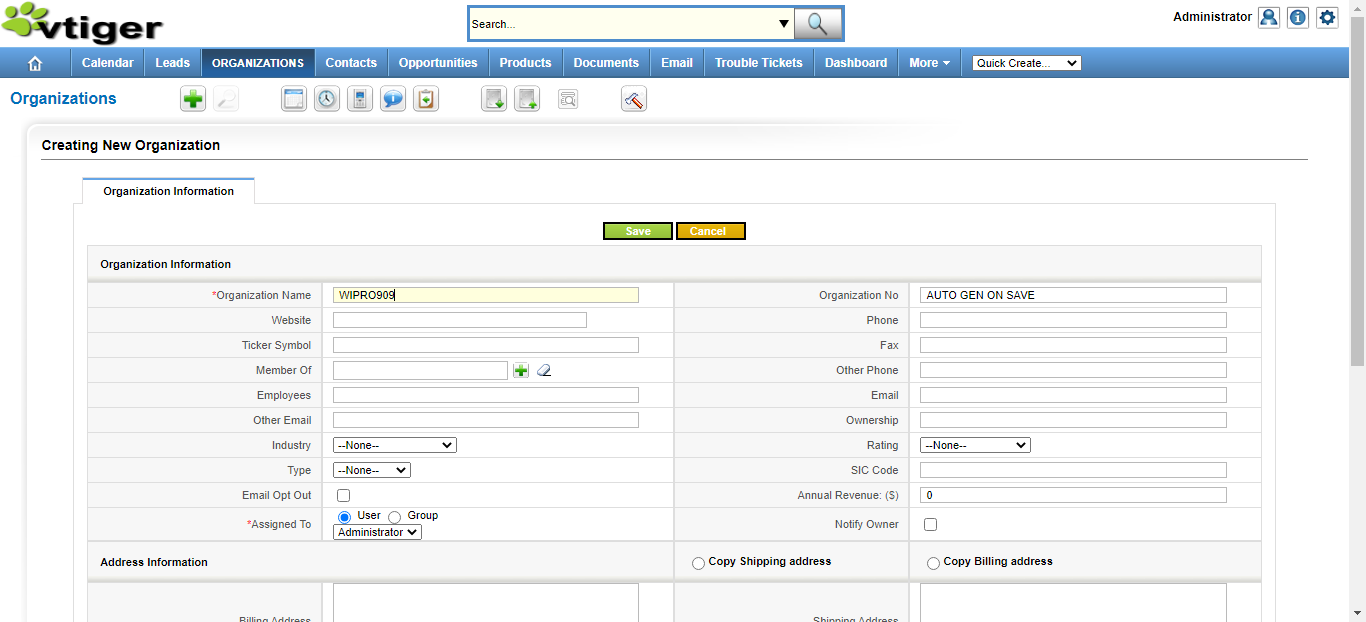 vtiger
Search...
Administrator
Calendar Leads ORGANIZATIONS Contacts Opportunities Products Documents Email Trouble Tickets Dashboard More Quick Create...
Organizations
Creating New Organization
Organization Information
Save Cancel
Organization Information
*Organization Name WIPRO909 Organization No AUTO GEN ON SAVE
Website Phone
Ticker Symbol Fax
Member Of Other Phone
Employees Email
Other Email Ownership
Industry --None-- Rating --None--
Type --None-- SIC Code
Email Opt Out Annual Revenue: ($) 0
*Assigned To User Group Notify Owner
Administrator
Address Information Copy Shipping address Copy Billing address
Billing Address Shipping Address